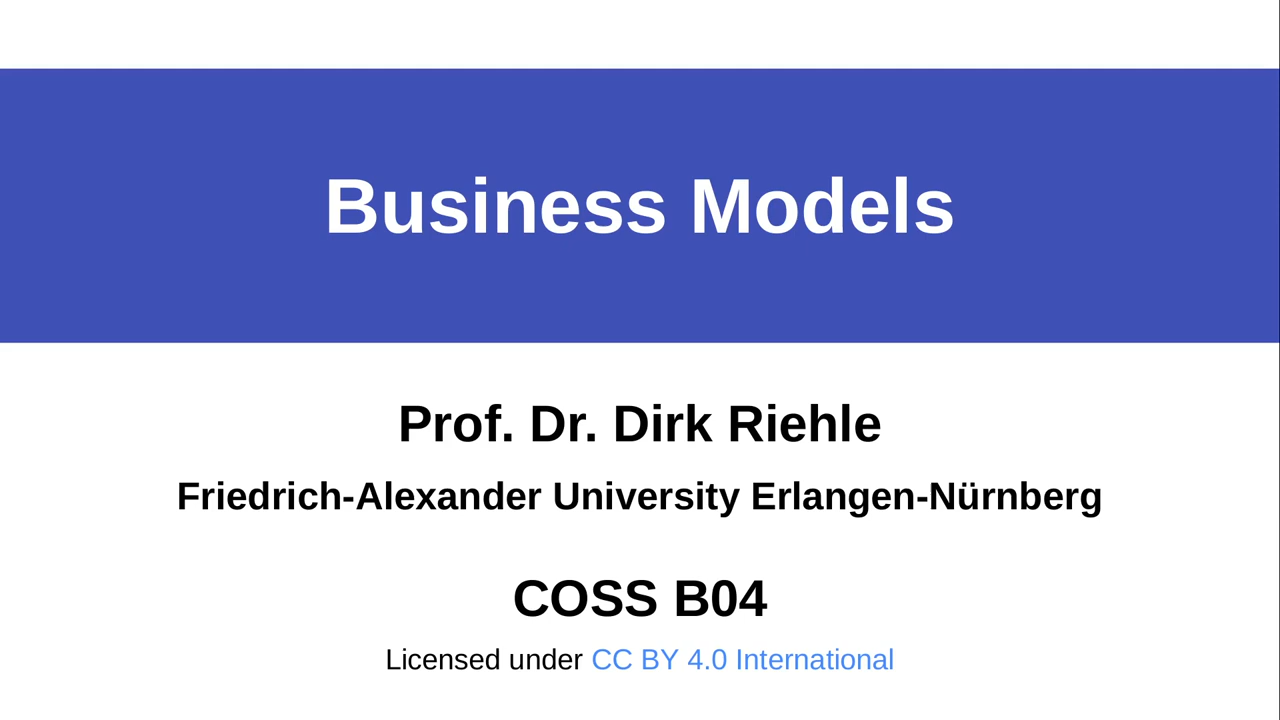 Business Models
Prof. Dr. Dirk Riehle
Friedrich-Alexander University Erlangen-Nürnberg
COSS B04
Licensed under CC BY 4.0 International